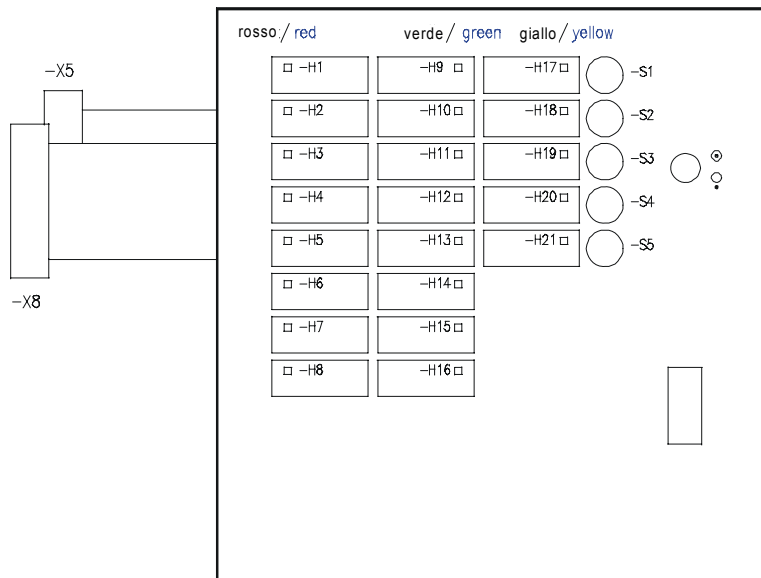 rosso:/ red verde / green giallo / yellow
-X5
-H1 -H9 -H17 -S1
-H2 -H10 -H18 -S2
-H3 -H11 -H19 -S3
-H4 -H12 -H20 -S4
-H5 -H13 -H21 -S5
-H6 -H14
-X8
-H7 -H15
-H8 -H16